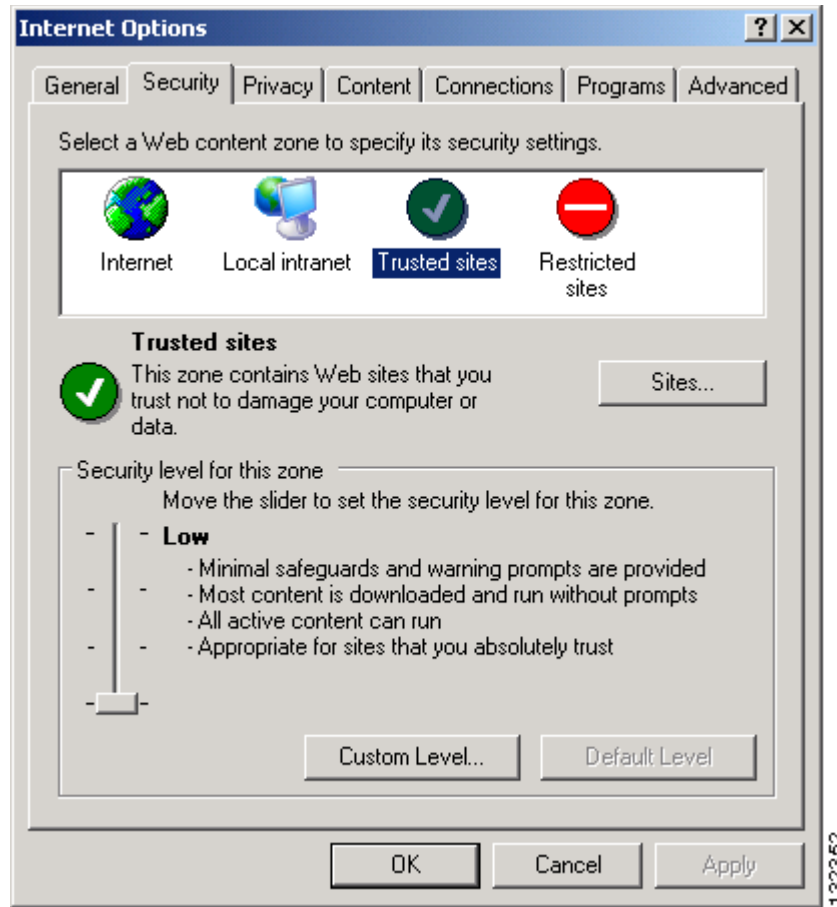 Internet Options
General Security Privacy Content Connections Programs Advanced
Select a Web content zone to specify its security settings.
Internet Local intranet Trusted sites Restricted
sites
Trusted sites
This zone contains Web sites that you
trust not to damage your computer or
data.
Sites...
Security level for this zone
Move the slider to set the security level for this zone.
Low
- Minimal safeguards and warning prompts are provided
- Most content is downloaded and run without prompts
- All active content can run
- Appropriate for sites that you absolutely trust
Custom Level... Default Level
OK Cancel Apply
132352